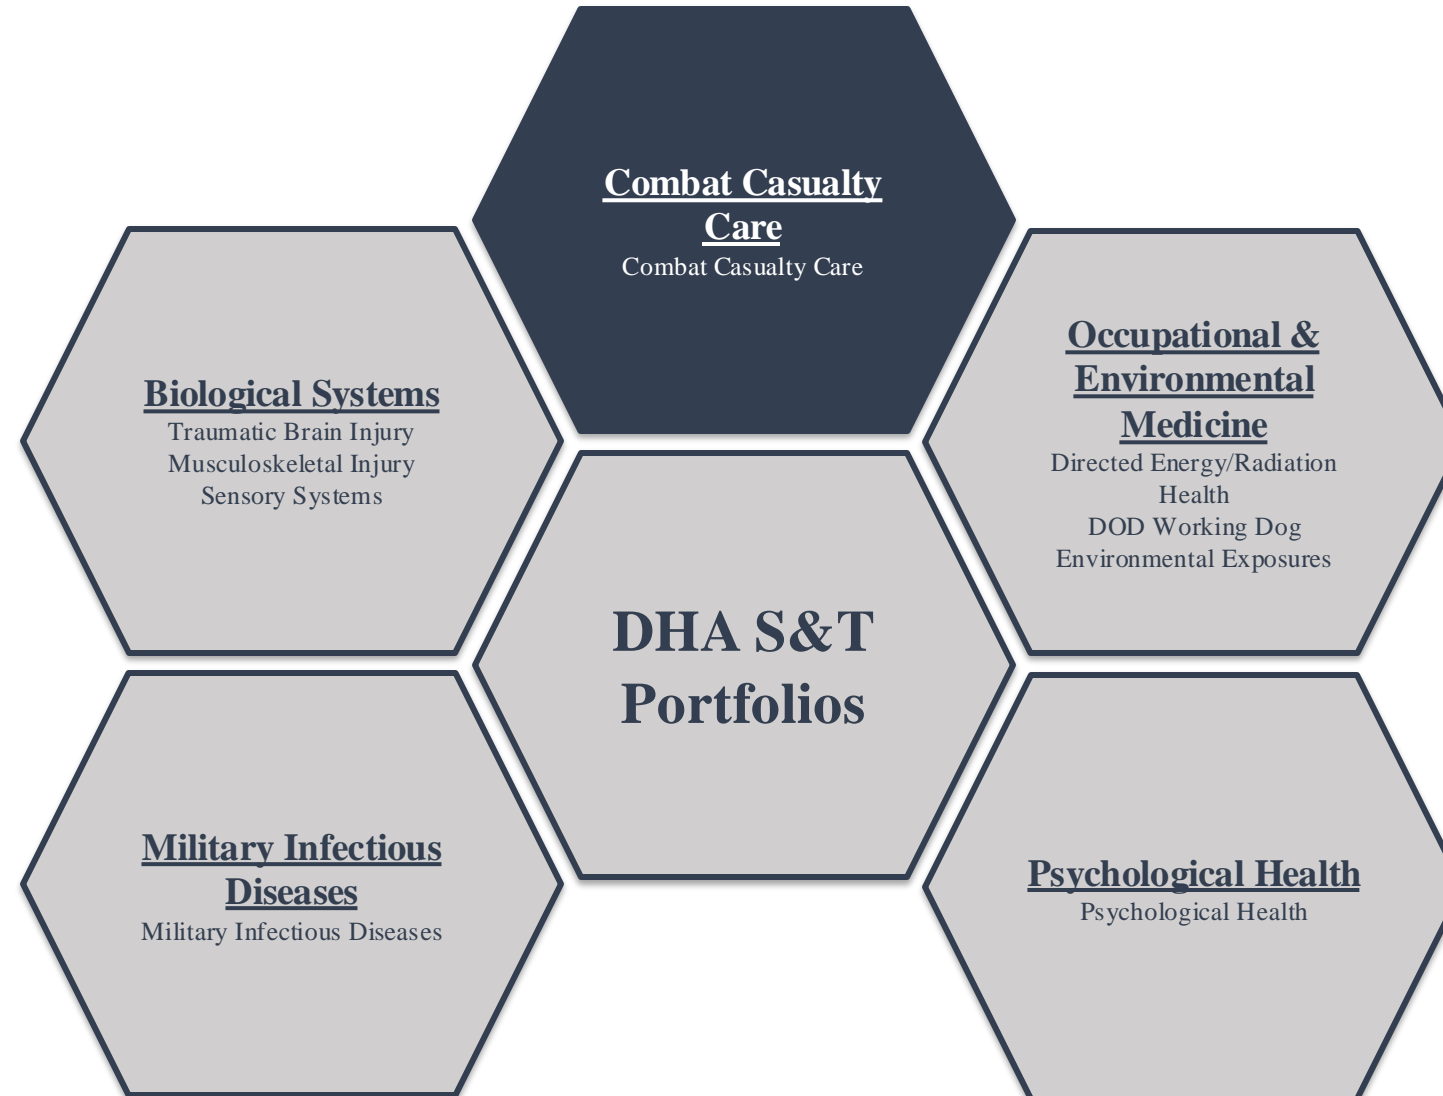 Combat Casualty
Care
Combat Casualty Care
Biological Systems
Traumatic Brain Injury
Musculoskeletal Injury
Sensory Systems
Occupational &
Environmental
Medicine
Directed Energy/Radiation
Health
DOD Working Dog
Environmental Exposures
DHA S&T
Portfolios
Military Infectious
Diseases
Military Infectious Diseases
Psychological Health
Psychological Health